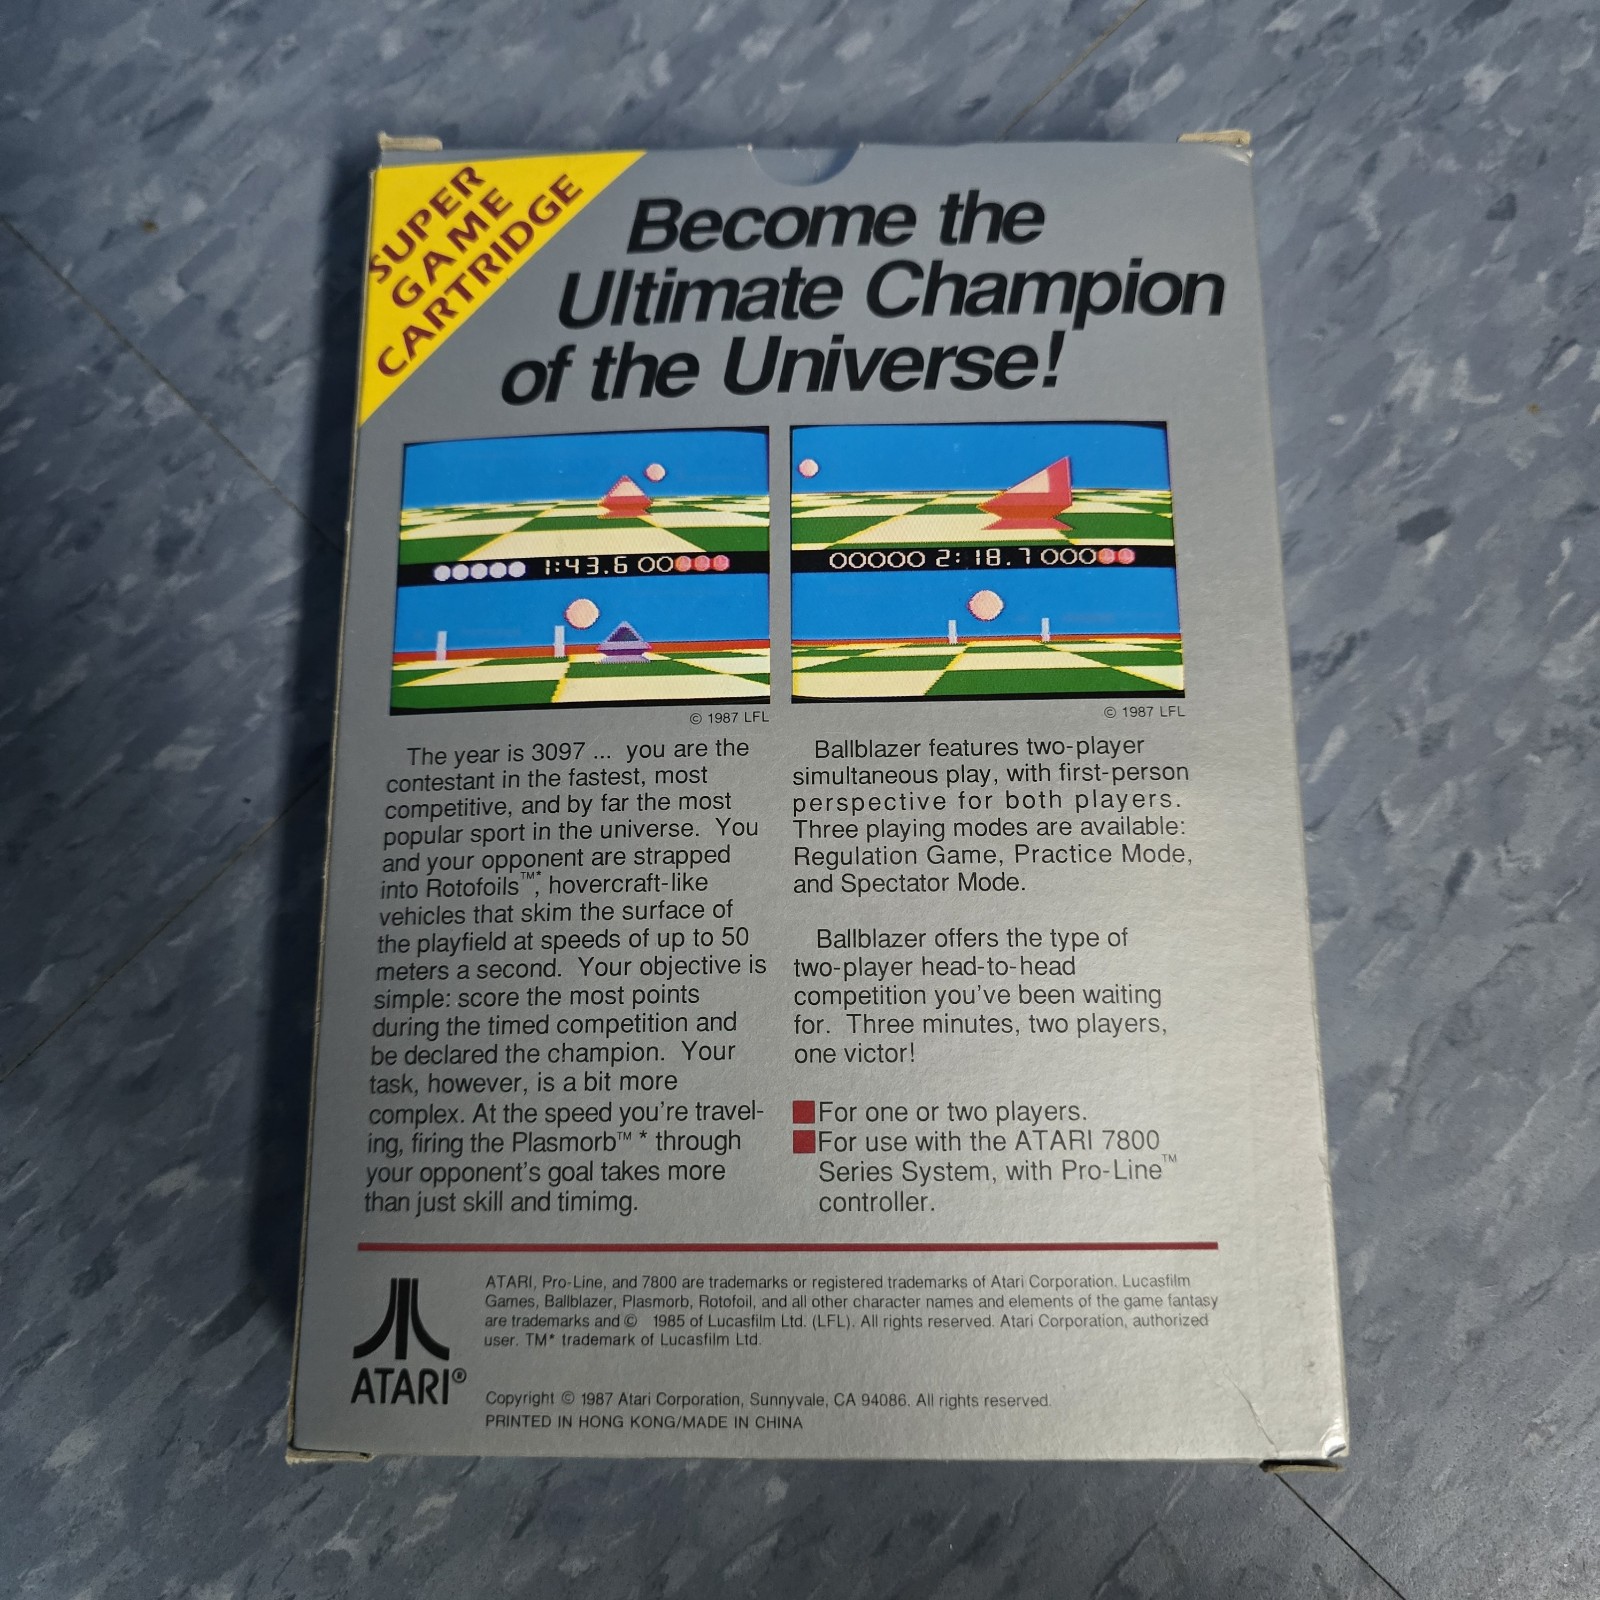 SUPER
GAME
CARTRIDGE
Become the
Ultimate Champion
of the Universe!
1:43.6
2:18.7
© 1987 LFL
© 1987 LFL
The year is 3097 ... you are the
contestant in the fastest, most
competitive, and by far the most
popular sport in the universe. You
and your opponent are strapped
into Rotofoils™*, hovercraft-like
vehicles that skim the surface of
the playfield at speeds of up to 50
meters a second. Your objective is
simple: score the most points
during the timed competition and
be declared the champion. Your
task, however, is a bit more
complex. At the speed you're travel-
ing, firing the Plasmorb™ * through
your opponent's goal takes more
than just skill and timimg.
Ballblazer features two-player
simultaneous play, with first-person
perspective for both players.
Three playing modes are available:
Regulation Game, Practice Mode,
and Spectator Mode.
Ballblazer offers the type of
two-player head-to-head
competition you've been waiting
for. Three minutes, two players,
one victor!
For one or two players.
For use with the ATARI 7800
Series System, with Pro-Line™
controller.
ATARI®
ATARI, Pro-Line, and 7800 are trademarks or registered trademarks of Atari Corporation. Lucasfilm
Games, Ballblazer, Plasmorb, Rotofoil, and all other character names and elements of the game fantasy
are trademarks and © 1985 of Lucasfilm Ltd. (LFL). All rights reserved. Atari Corporation, authorized
user. TM* trademark of Lucasfilm Ltd.
Copyright © 1987 Atari Corporation, Sunnyvale, CA 94086. All rights reserved.
PRINTED IN HONG KONG/MADE IN CHINA